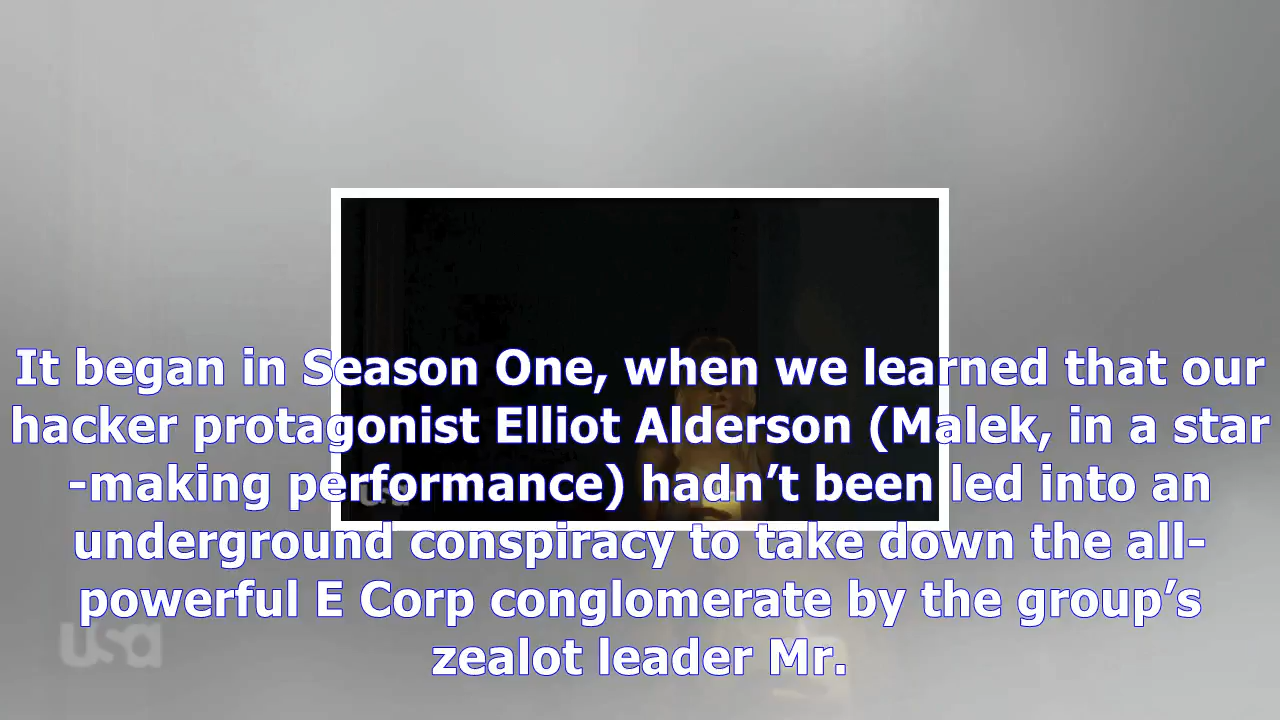 It began in Season One, when we learned that our
hacker protagonist Elliot Alderson (Malek, in a star
-making performance) hadn’t been led into an
underground conspiracy to take down the all-
powerful E Corp conglomerate by the group’s
zealot leader Mr.
usa
usa